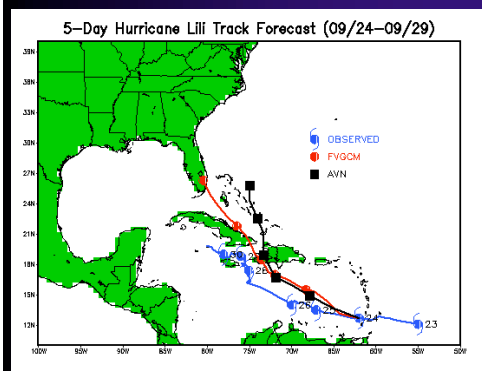 5-Day Hurricane Lili Track Forecast (09/24-09/29)
39N
36N
33N
30N
27N
24N
21N
18N
15N
12N
OBSERVED
FVGCM
AVN
30
28
26
25
24
23
100W
95W
90W
85W
80W
75W
70W
65W
60W
55W
50W